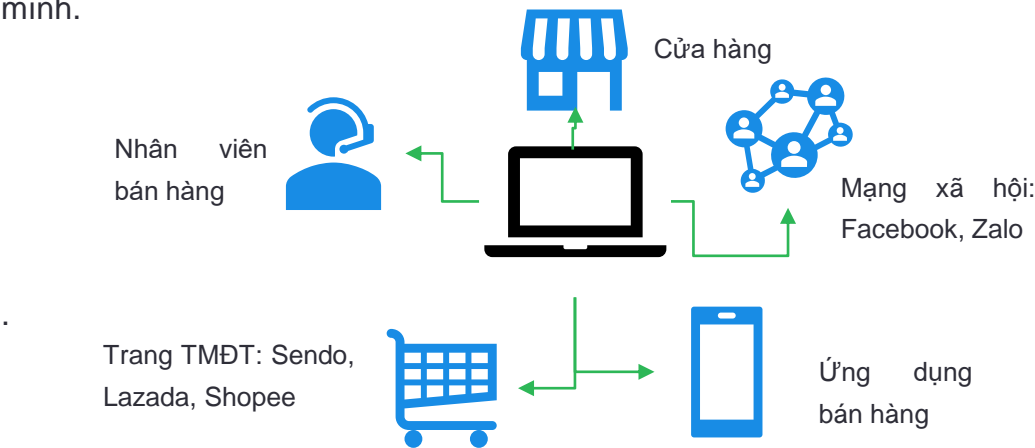 minh.
Cửa hàng
Nhân viên
bán hàng
Mạng xã hội:
Facebook, Zalo
.
Trang TMĐT: Sendo,
Lazada, Shopee
Ứng dụng
bán hàng